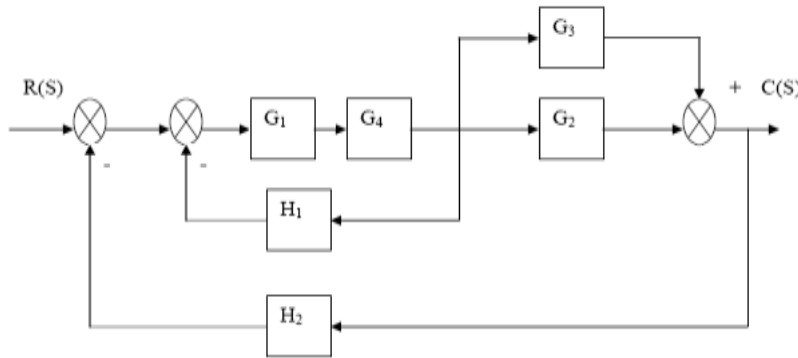 G₃
R(S)
+ C(S)
G₁
G₄
G₂
-
-
H₁
H₂